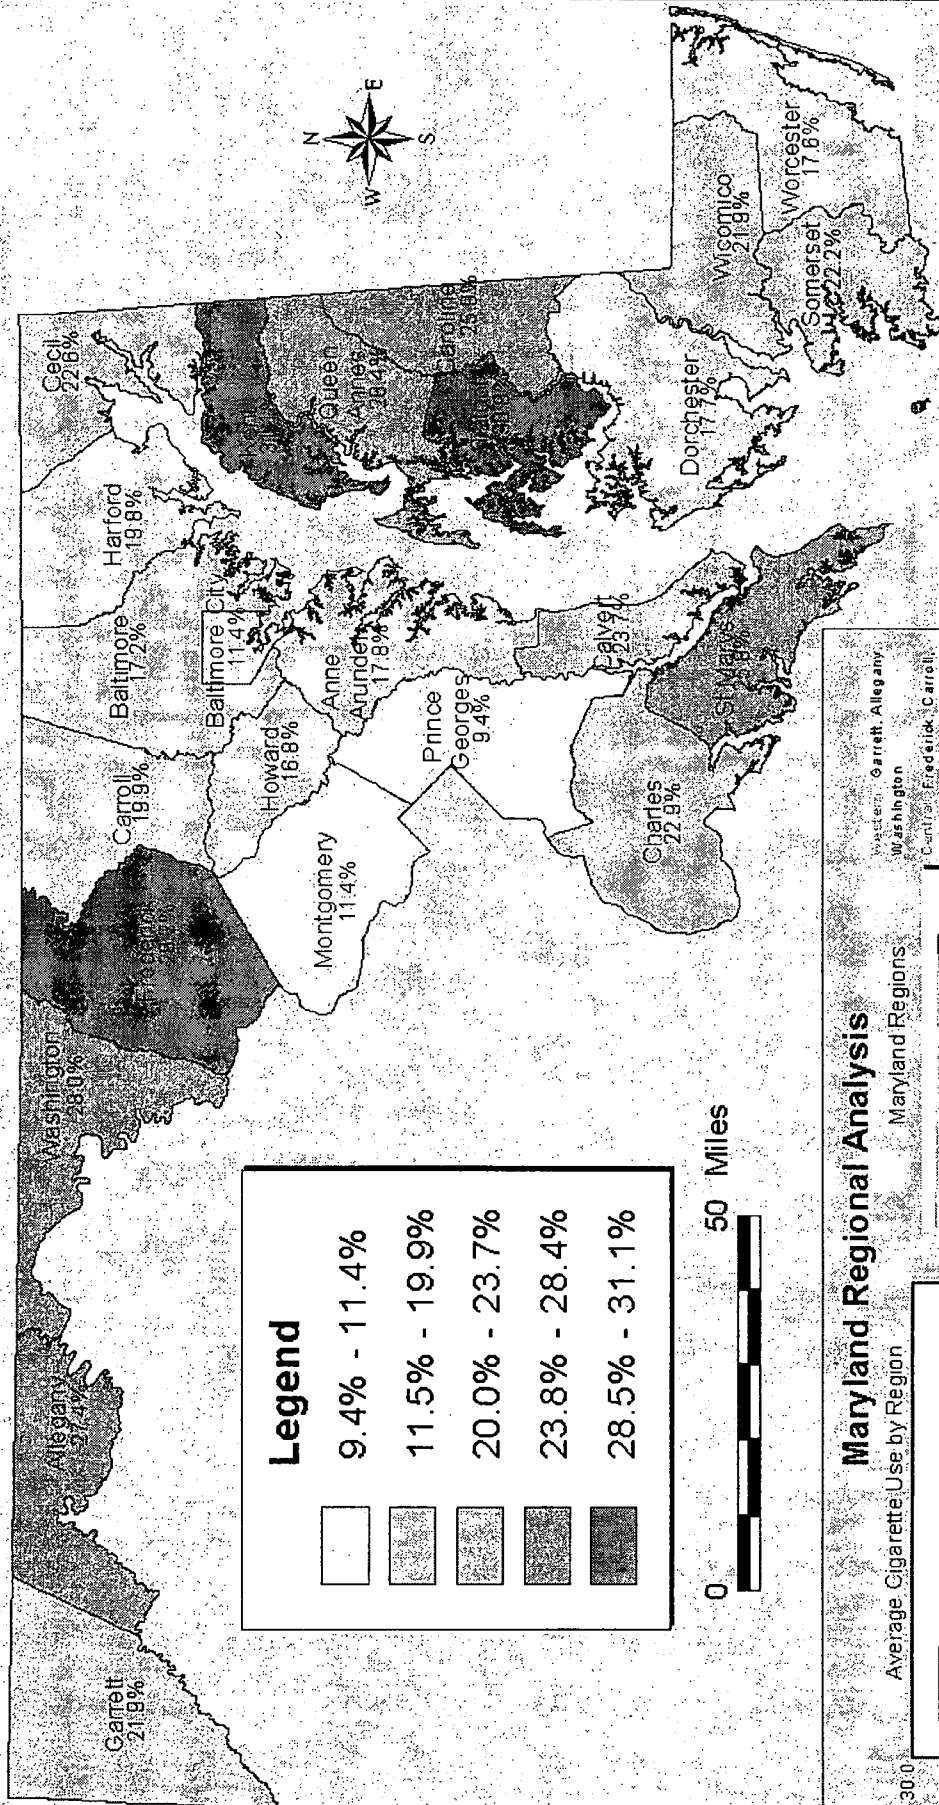 Garrett
21.9%
Allegany
27.4%
Washington
28.0%
Carroll
19.9%
Baltimore
17.2%
Harford
19.8%
Cecil
22.6%
Baltimore City
11.4%
Howard
16.8%
Montgomery
11.4%
Anne
Arundel
17.8%
Prince
Georges
9.4%
Queen
Annes
Caroline
Calvert
23.7%
Charles
22.9%
St Marys
Dorchester
17.7%
Wicomico
21.9%
Somerset
22.2%
Worcester
17.6%
N
W E
S
Legend
9.4% - 11.4%
11.5% - 19.9%
20.0% - 23.7%
23.8% - 28.4%
28.5% - 31.1%
0 50 Miles
Maryland Regional Analysis
Average Cigarette Use by Region
Maryland Regions
Western: Garrett, Allegany,
Washington
Central: Frederick, Carroll,
30.0